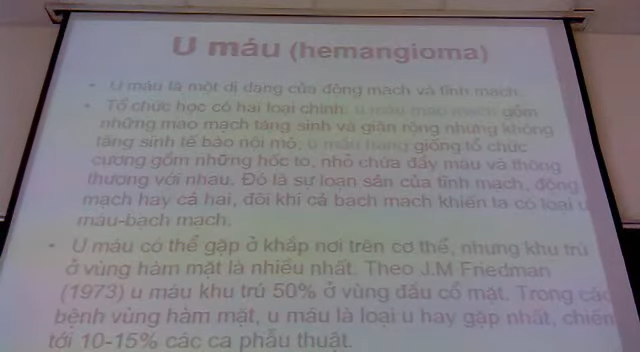 U máu (hemangioma)
• U máu là một dị dạng của động mạch và tĩnh mạch.
• Tổ chức học có hai loại chính: u máu mao mạch gồm
những mao mạch tăng sinh và giãn rộng nhưng không
tăng sinh tế bào nội mô; u máu hang giống tổ chức
cương gồm những hốc to, nhỏ chứa đầy máu và thông
thương với nhau. Đó là sự loạn sản của tĩnh mạch, động
mạch hay cả hai, đôi khi cả bạch mạch khiến ta có loại u
máu-bạch mạch.
• U máu có thể gặp ở khắp nơi trên cơ thể, nhưng khu trú
ở vùng hàm mặt là nhiều nhất. Theo J.M Friedman
(1973) u máu khu trú 50% ở vùng đầu cổ mặt. Trong các
bệnh vùng hàm mặt, u máu là loại u hay gặp nhất, chiếm
tới 10-15% các ca phẫu thuật.